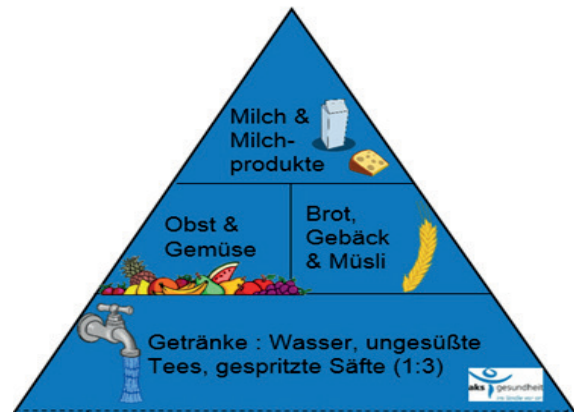 Milch &
Milch-
produkte
Obst &
Gemüse
Brot,
Gebäck
& Müsli
Getränke : Wasser, ungesüßte
Tees, gespritzte Säfte (1:3)
aks gesundheit